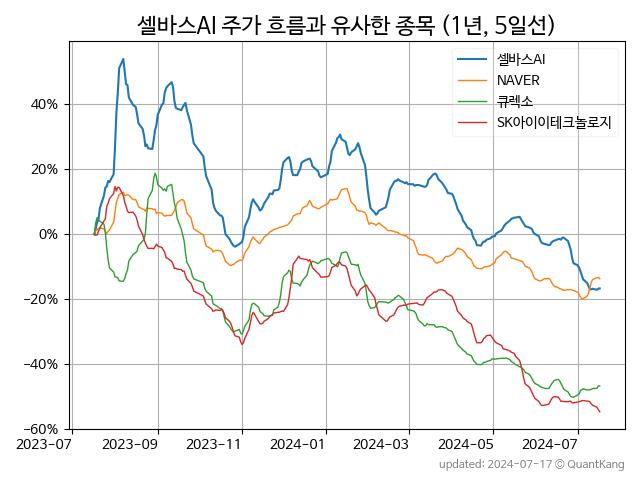 셀바스AI 주가 흐름과 유사한 종목 (1년, 5일선)
셀바스AI
NAVER
큐렉소
SK아이이테크놀로지
40%
20%
0%
−20%
−40%
−60%
2023-07
2023-09
2023-11
2024-01
2024-03
2024-05
2024-07
updated: 2024-07-17 © QuantKang